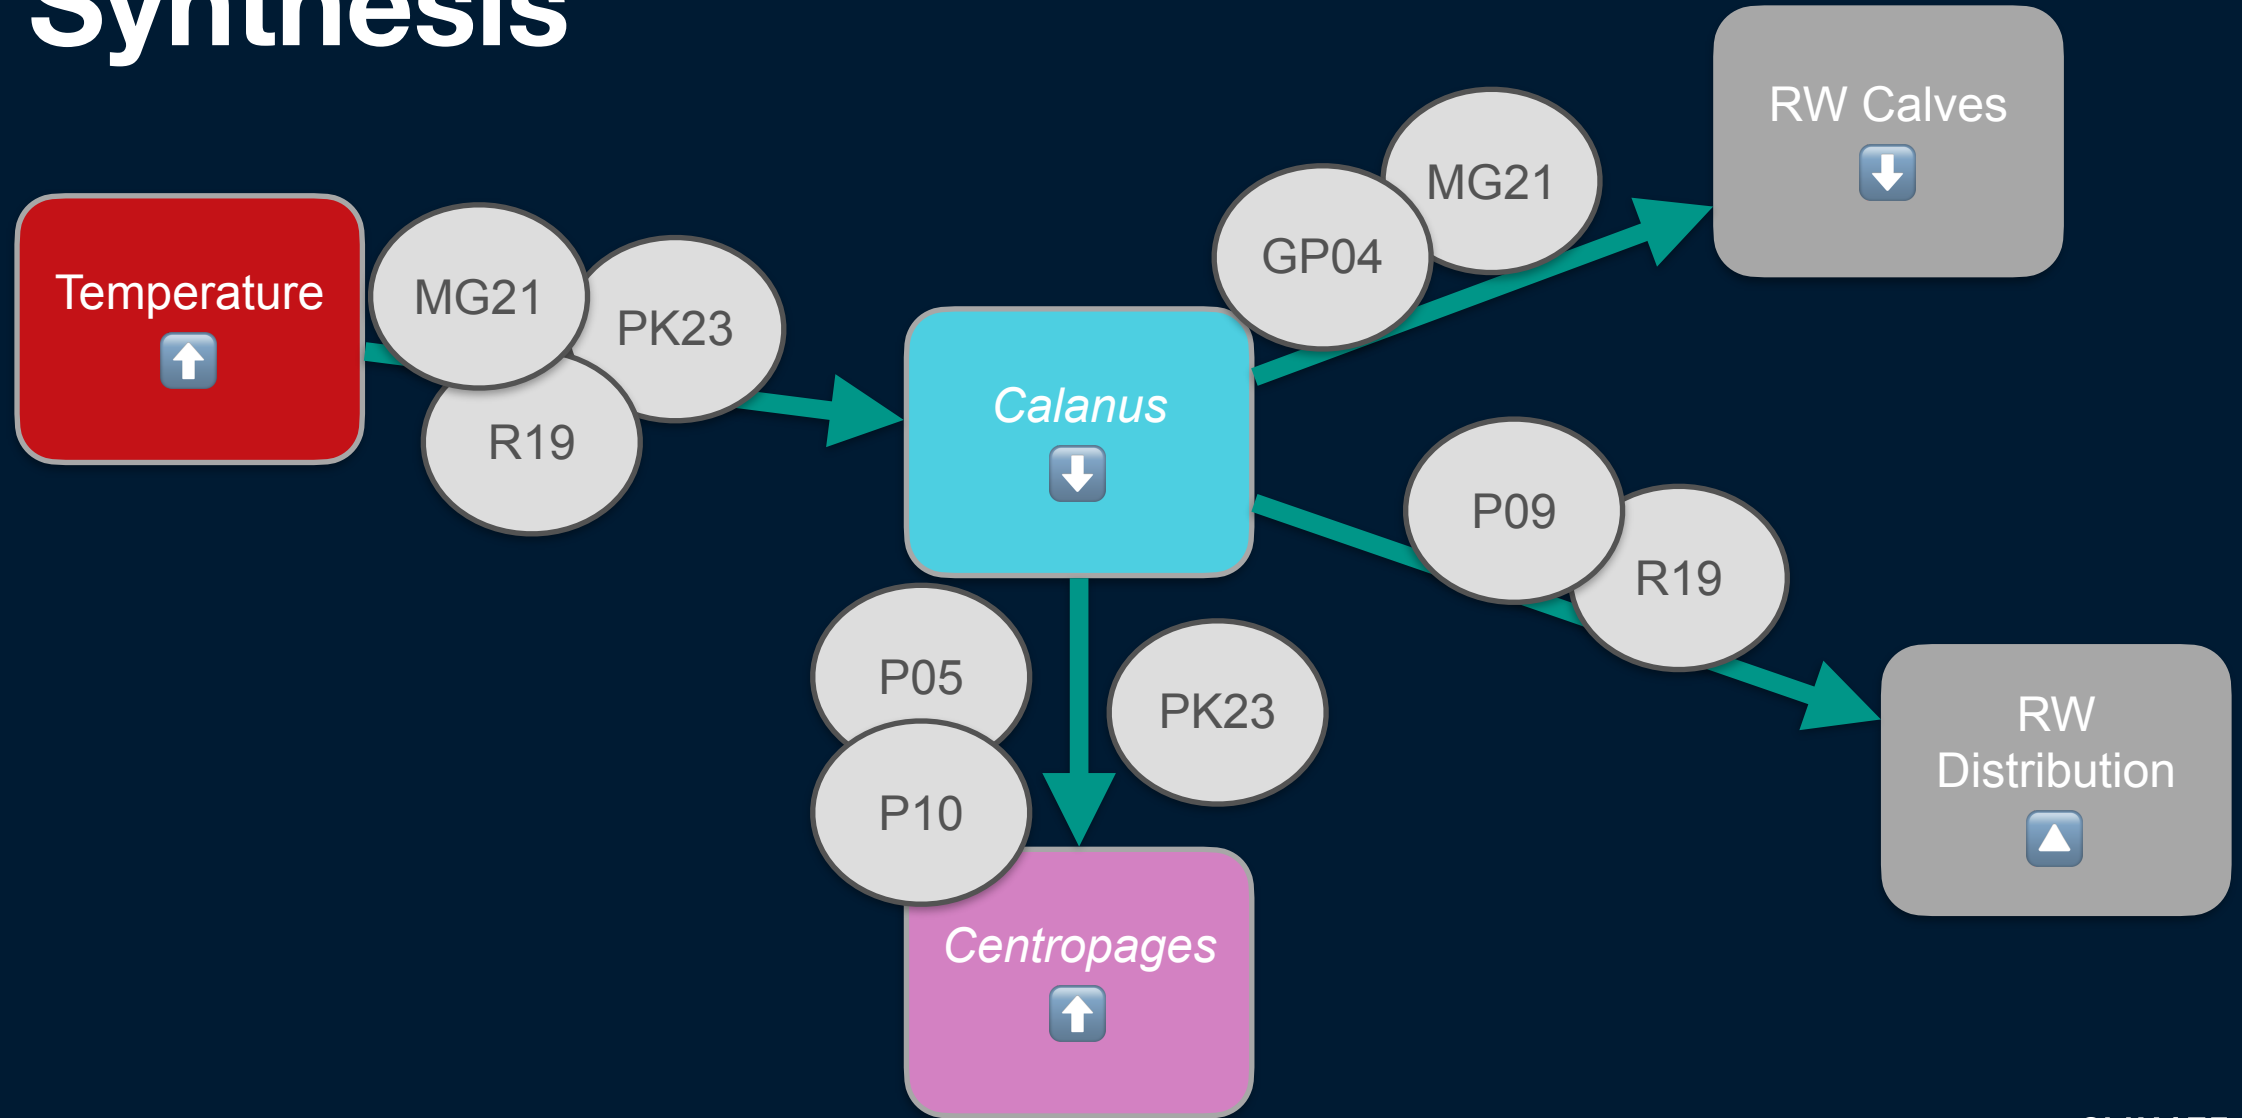 Synthesis
RW Calves
MG21
GP04
Temperature
MG21
PK23
R19
Calanus
P09
R19
P05
PK23
P10
RW
Distribution
Centropages